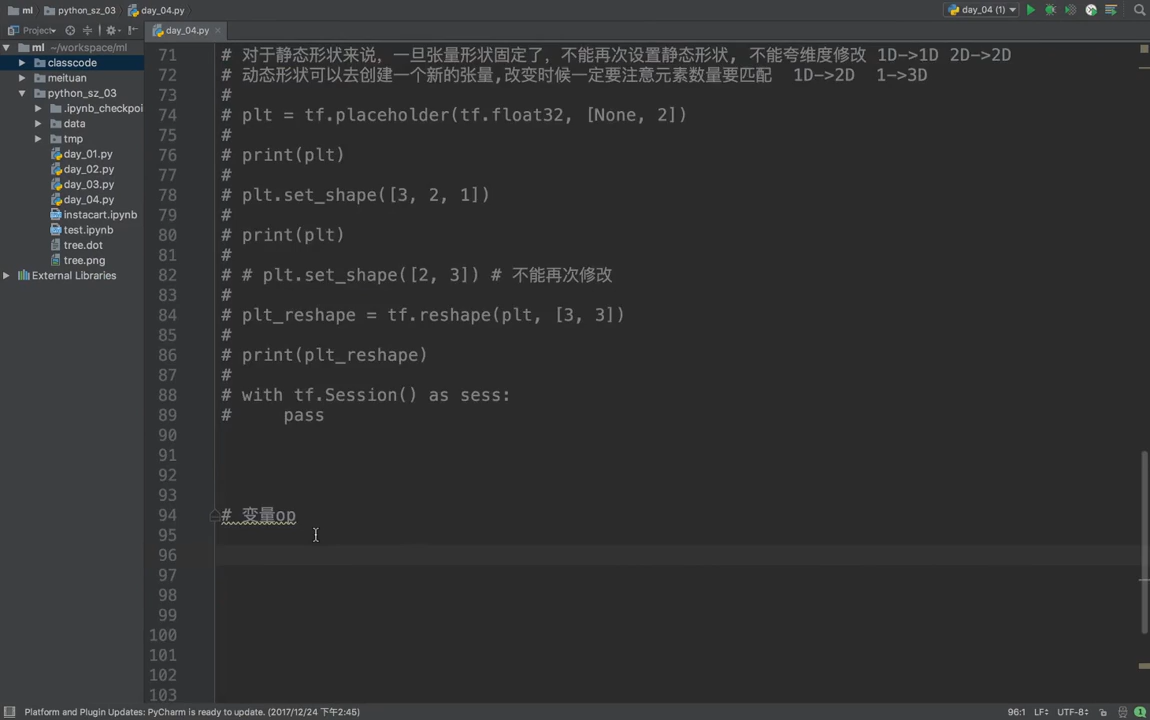 ml
python_sz_03
day_04.py
day_04 (1)
Project
day_04.py
ml ~/workspace/ml
classcode
meituan
python_sz_03
.ipynb_checkpoi
data
tmp
day_01.py
day_02.py
day_03.py
day_04.py
instacart.ipynb
test.ipynb
tree.dot
tree.png
External Libraries
71 # 对于静态形状来说，一旦张量形状固定了，不能再次设置静态形状, 不能夸维度修改 1D->1D 2D->2D
72 # 动态形状可以去创建一个新的张量,改变时候一定要注意元素数量要匹配 1D->2D 1->3D
73 #
74 # plt = tf.placeholder(tf.float32, [None, 2])
75 #
76 # print(plt)
77 #
78 # plt.set_shape([3, 2, 1])
79 #
80 # print(plt)
81 #
82 # # plt.set_shape([2, 3]) # 不能再次修改
83 #
84 # plt_reshape = tf.reshape(plt, [3, 3])
85 #
86 # print(plt_reshape)
87 #
88 # with tf.Session() as sess:
89 #     pass
90
91
92
93
94 # 变量op
95
96
97
98
99
100
101
102
103
Platform and Plugin Updates: PyCharm is ready to update. (2017/12/24 下午2:45)
96:1 LF÷ UTF-8÷ 1